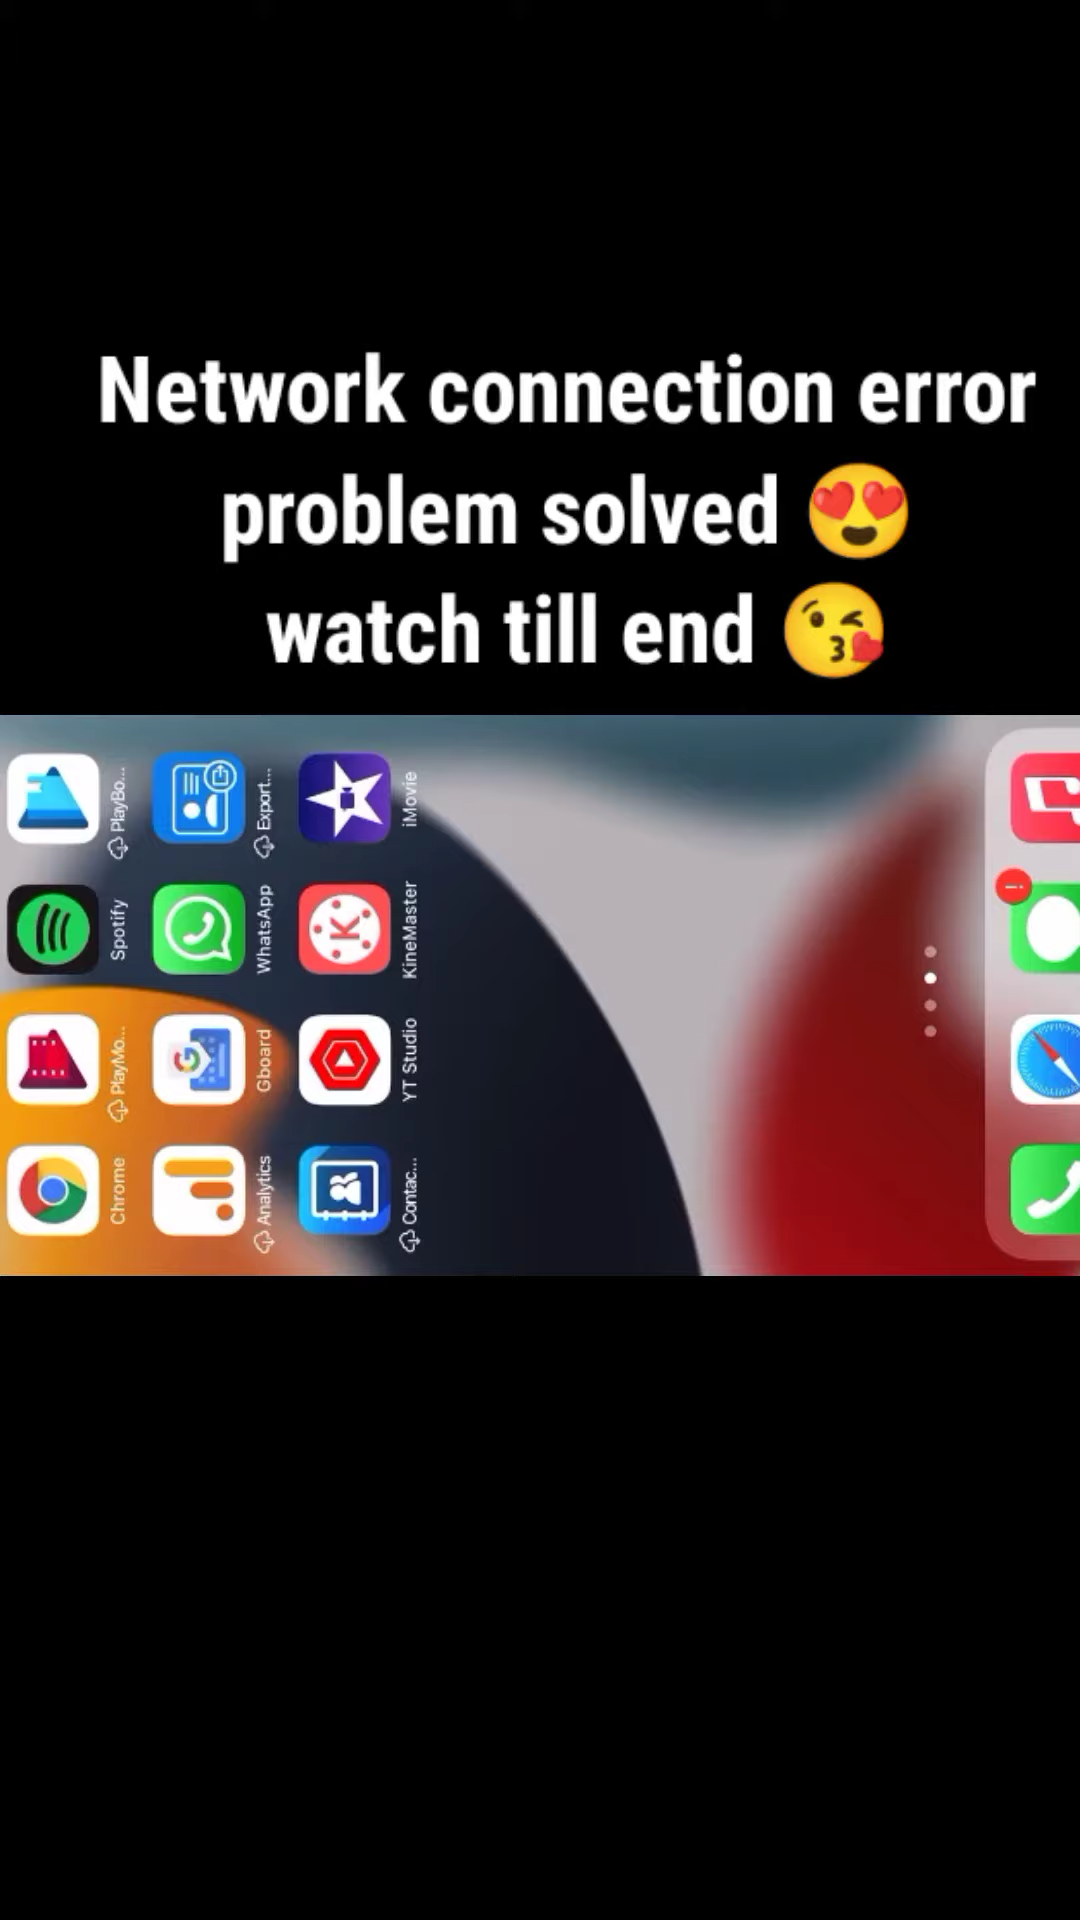 Network connection error
problem solved 😍
watch till end 😘
PlayBo...
Export...
iMovie
Spotify
WhatsApp
KineMaster
PlayMo...
Gboard
YT Studio
Chrome
Analytics
Contac...